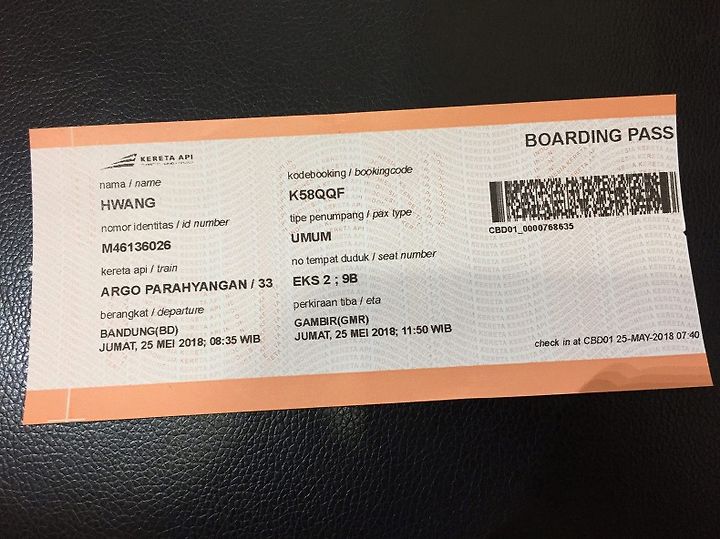 BOARDING PASS
KERETA API
nama / name
HWANG
nomor identitas / id number
M46136026
kereta api / train
ARGO PARAHYANGAN / 33
berangkat / departure
BANDUNG(BD)
JUMAT, 25 MEI 2018; 08:35 WIB
kodebooking / bookingcode
K58QQF
tipe penumpang / pax type
UMUM
no tempat duduk / seat number
EKS 2 ; 9B
perkiraan tiba / eta
GAMBIR(GMR)
JUMAT, 25 MEI 2018; 11:50 WIB
CBD01_0000768635
check in at CBD01 25-MAY-2018 07:40